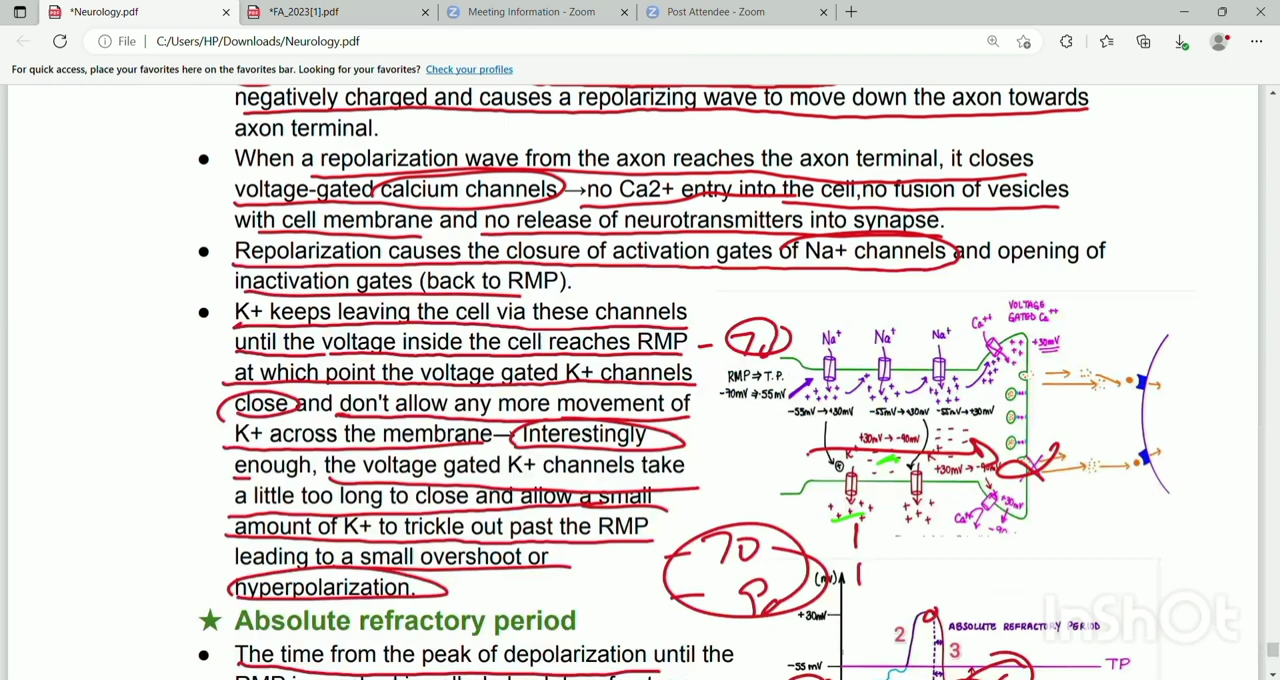 *Neurology.pdf
*FA_2023[1].pdf
Meeting Information - Zoom
Post Attendee - Zoom
File
C:/Users/HP/Downloads/Neurology.pdf
For quick access, place your favorites here on the favorites bar. Looking for your favorites? Check your profiles
negatively charged and causes a repolarizing wave to move down the axon towards
axon terminal.
When a repolarization wave from the axon reaches the axon terminal, it closes
voltage-gated calcium channels →no Ca2+ entry into the cell,no fusion of vesicles
with cell membrane and no release of neurotransmitters into synapse.
Repolarization causes the closure of activation gates of Na+ channels and opening of
inactivation gates (back to RMP).
K+ keeps leaving the cell via these channels
until the voltage inside the cell reaches RMP
at which point the voltage gated K+ channels
close and don't allow any more movement of
K+ across the membrane— Interestingly
enough, the voltage gated K+ channels take
a little too long to close and allow a small
amount of K+ to trickle out past the RMP
leading to a small overshoot or
hyperpolarization.
VOLTAGE
GATED Ca++
Ca++
+30mV
Na+ Na+ Na+
RMP⇒T.P.
-70mV⇒-55mV
-55mV→+30mV -55mV→+30mV -55mV→+30mV
+30mV→-90mV
K+ K+
+30mV→-90mV
+30mV
Ca++
70
★ Absolute refractory period
The time from the peak of depolarization until the
(mV)
+30mV
ABSOLUTE REFRACTORY PERIOD
2
3
-55 mV
TP
InShOt